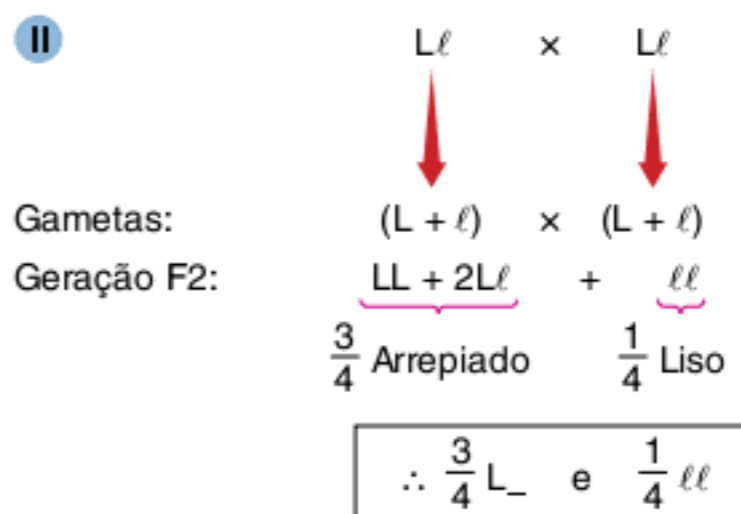 II
Lℓ × Lℓ
Gametas: (L + ℓ) × (L + ℓ)
Geração F2: LL + 2Lℓ + ℓℓ
3/4 Arrepiado 1/4 Liso
∴ 3/4 L_ e 1/4 ℓℓ